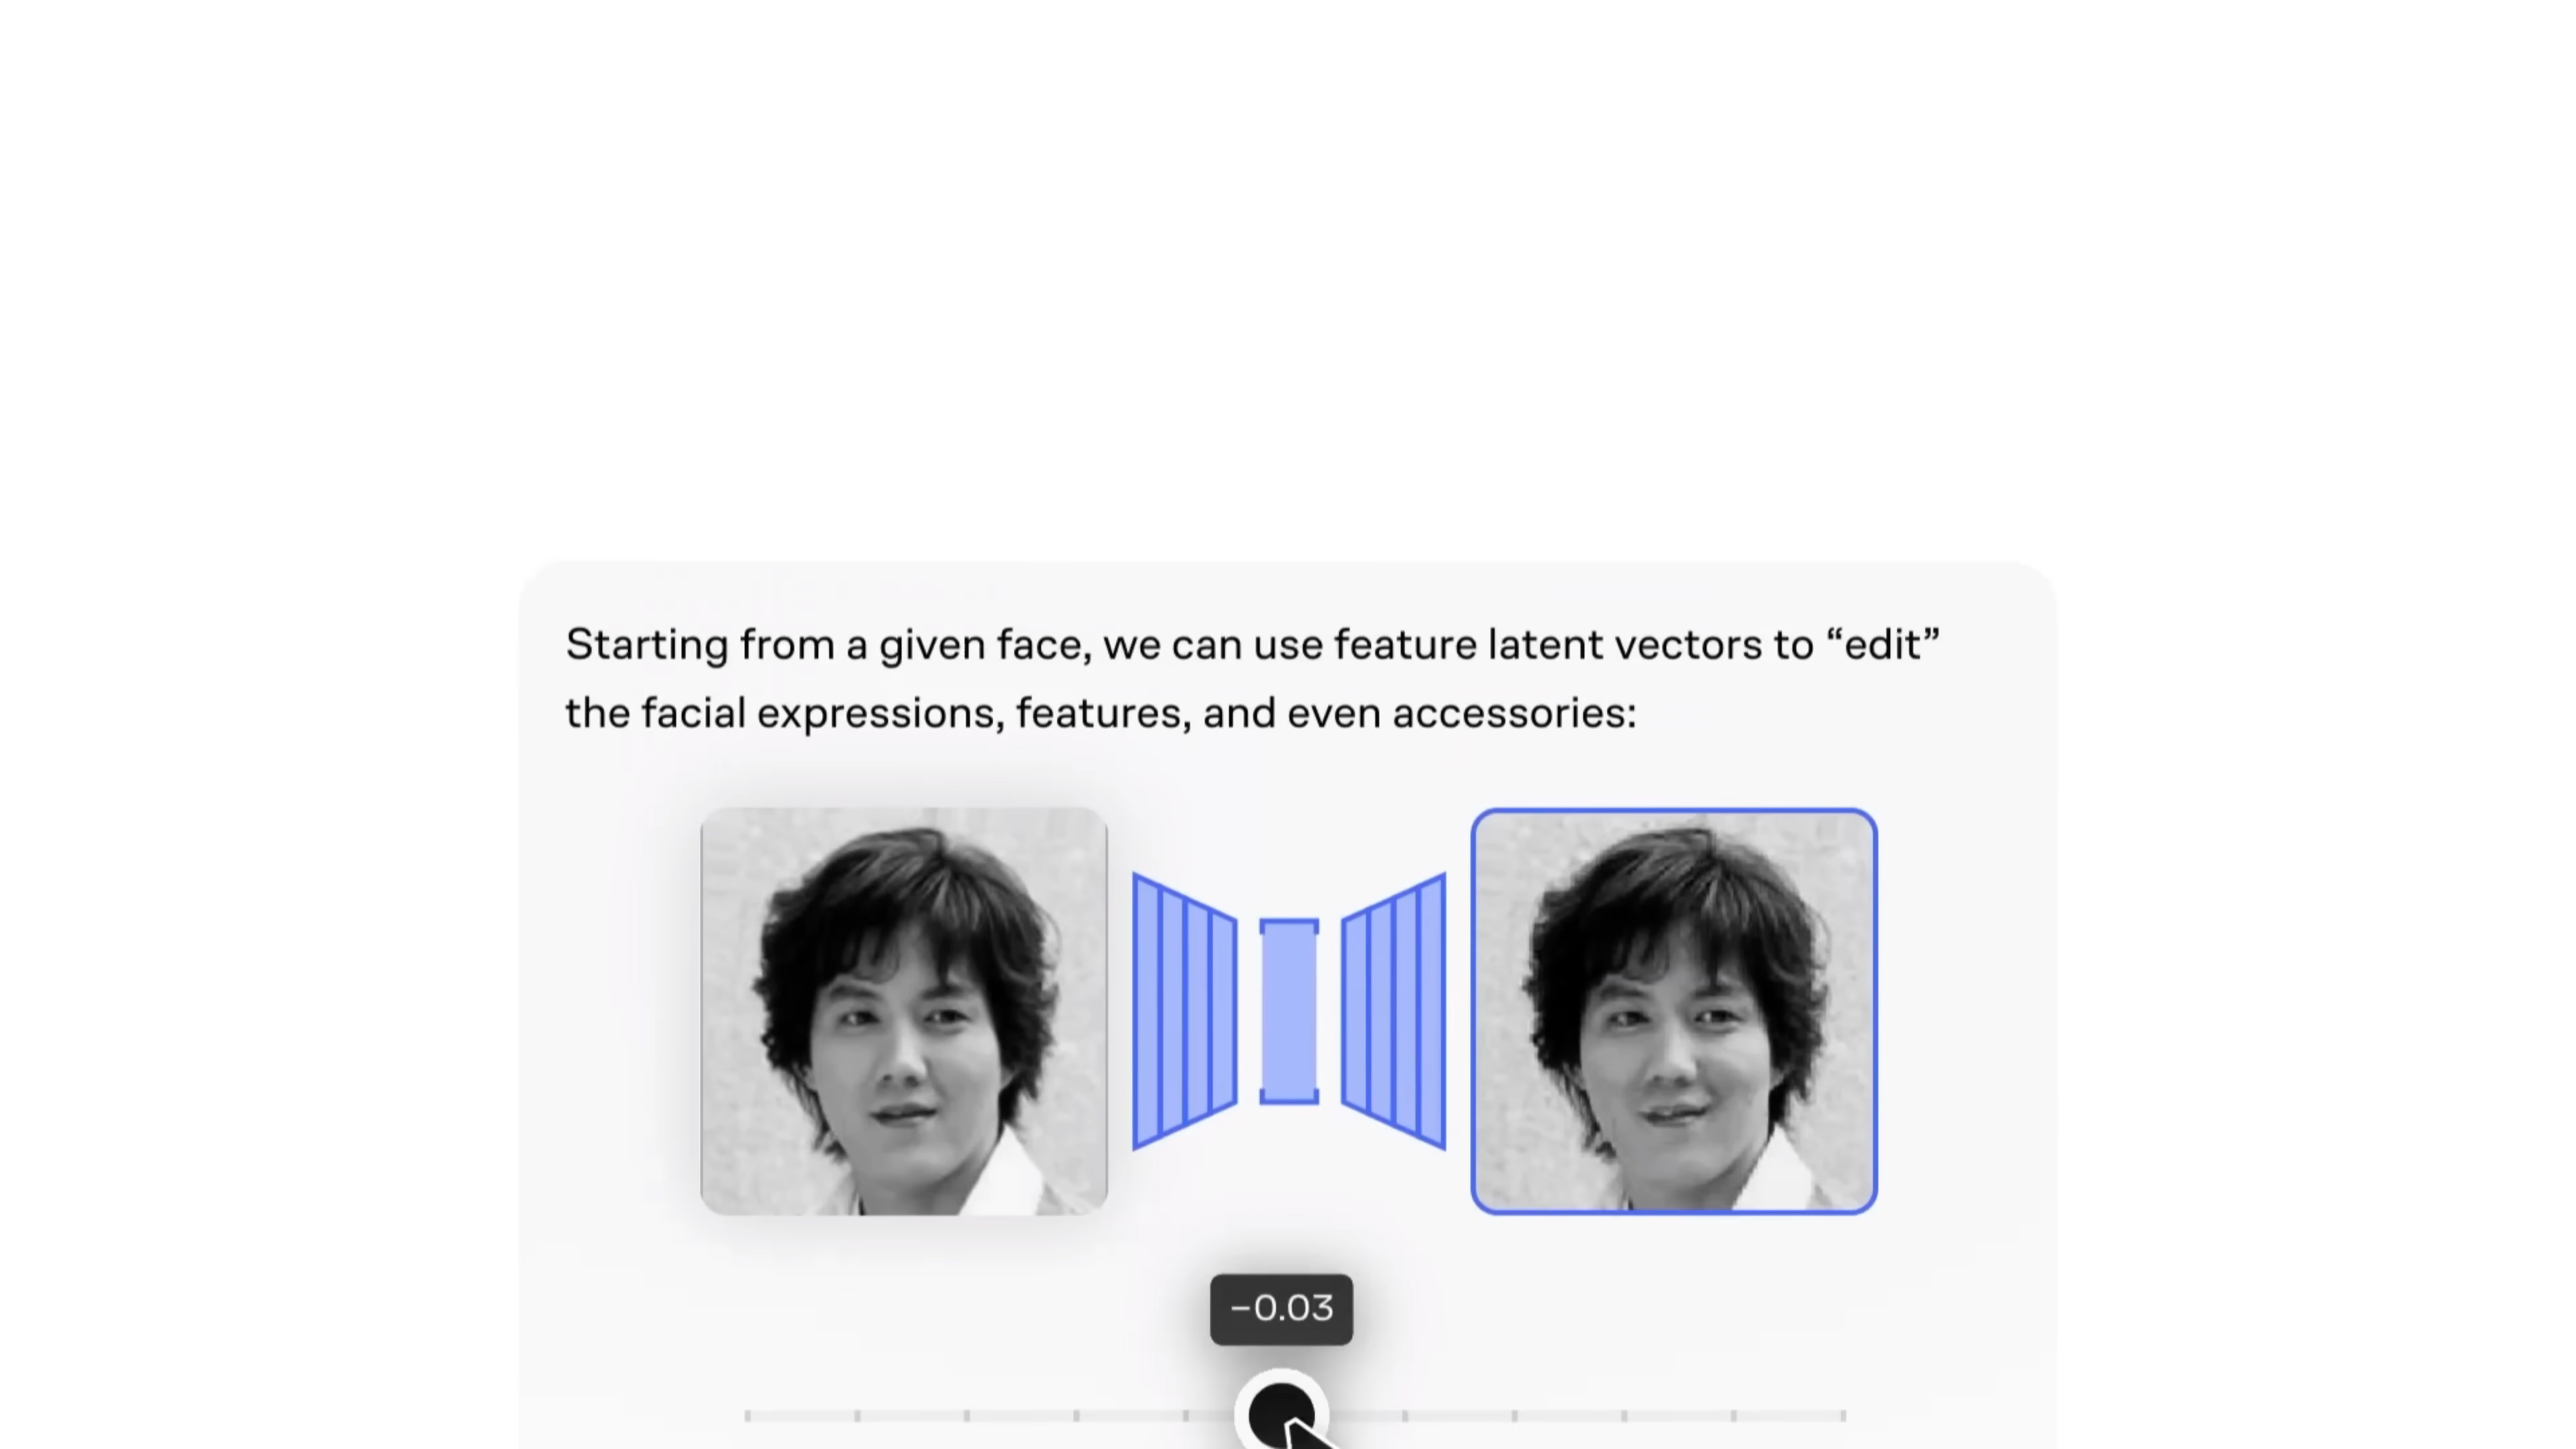 Starting from a given face, we can use feature latent vectors to “edit”
the facial expressions, features, and even accessories:
−0.03